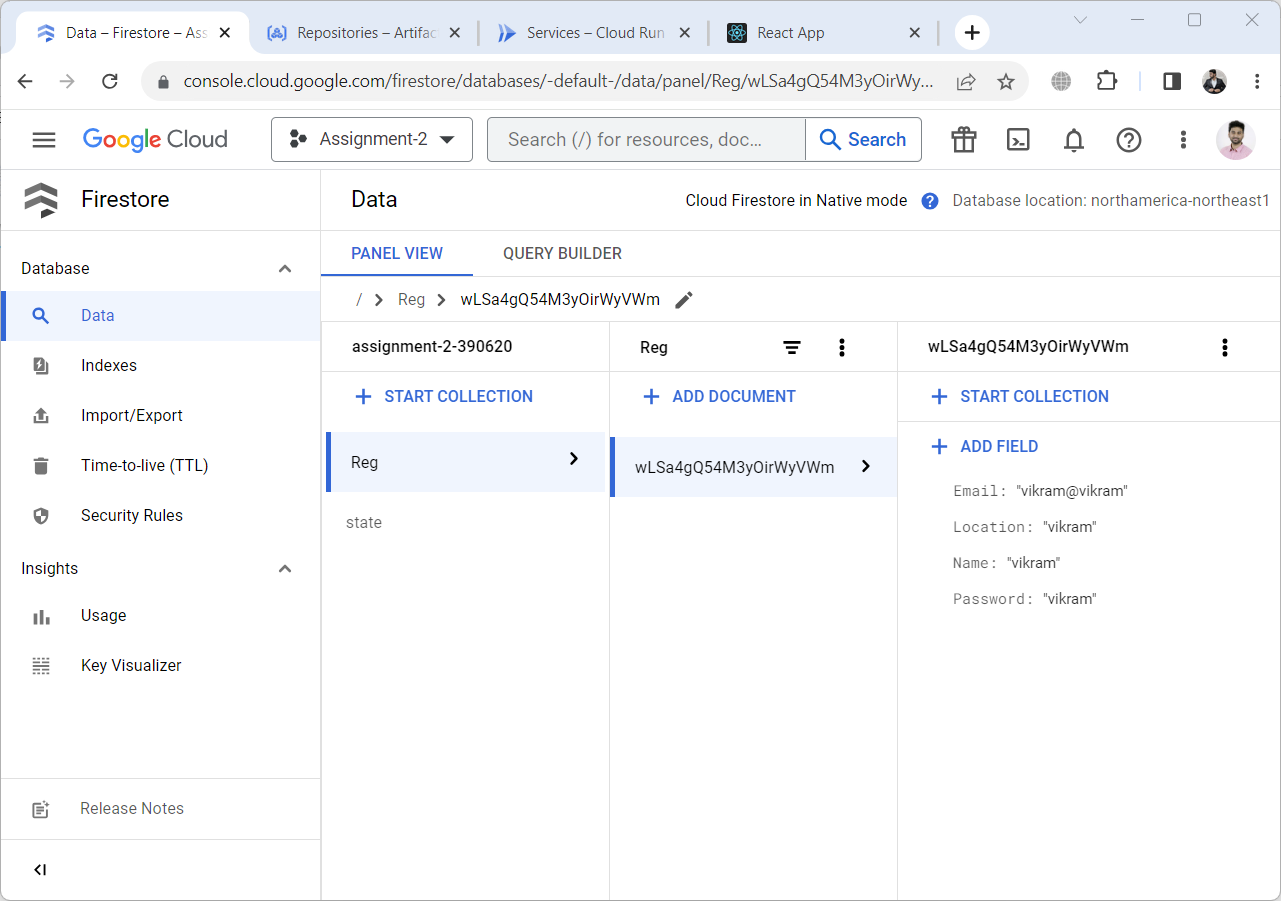 Data – Firestore – Ass
Repositories – Artifac
Services – Cloud Run
React App
console.cloud.google.com/firestore/databases/-default-/data/panel/Reg/wLSa4gQ54M3yOirWy...
Google Cloud
Assignment-2
Search (/) for resources, doc...
Search
Firestore
Data
Cloud Firestore in Native mode
Database location: northamerica-northeast1
Database
Data
Indexes
Import/Export
Time-to-live (TTL)
Security Rules
Insights
Usage
Key Visualizer
Release Notes
PANEL VIEW
QUERY BUILDER
/ > Reg > wLSa4gQ54M3yOirWyVWm
assignment-2-390620
+ START COLLECTION
Reg
state
Reg
+ ADD DOCUMENT
wLSa4gQ54M3yOirWyVWm
wLSa4gQ54M3yOirWyVWm
+ START COLLECTION
+ ADD FIELD
Email: "vikram@vikram"
Location: "vikram"
Name: "vikram"
Password: "vikram"